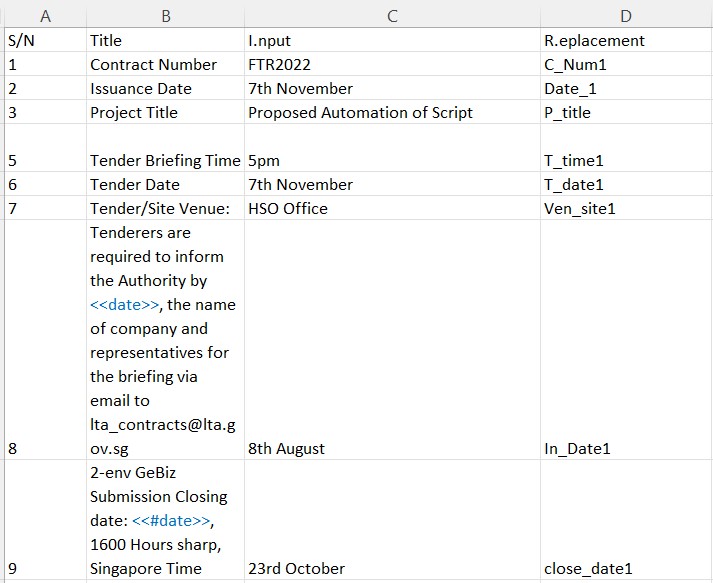 A B C D
S/N Title I.nput R.eplacement
1 Contract Number FTR2022 C_Num1
2 Issuance Date 7th November Date_1
3 Project Title Proposed Automation of Script P_title
5 Tender Briefing Time 5pm T_time1
6 Tender Date 7th November T_date1
7 Tender/Site Venue: HSO Office Ven_site1
Tenderers are
required to inform
the Authority by
<<date>>, the name
of company and
representatives for
the briefing via
email to
lta_contracts@lta.g
8 ov.sg 8th August In_Date1
2-env GeBiz
Submission Closing
date: <<#date>>,
1600 Hours sharp,
9 Singapore Time 23rd October close_date1